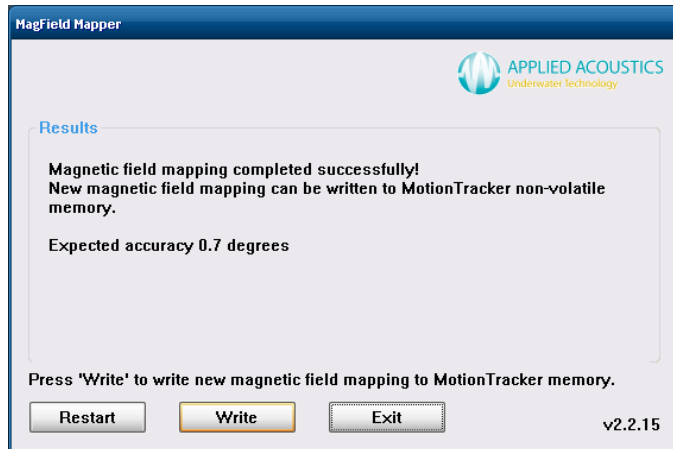 MagField Mapper
APPLIED ACOUSTICS
Underwater Technology
Results
Magnetic field mapping completed successfully!
New magnetic field mapping can be written to MotionTracker non-volatile
memory.
Expected accuracy 0.7 degrees
Press 'Write' to write new magnetic field mapping to MotionTracker memory.
Restart Write Exit v2.2.15